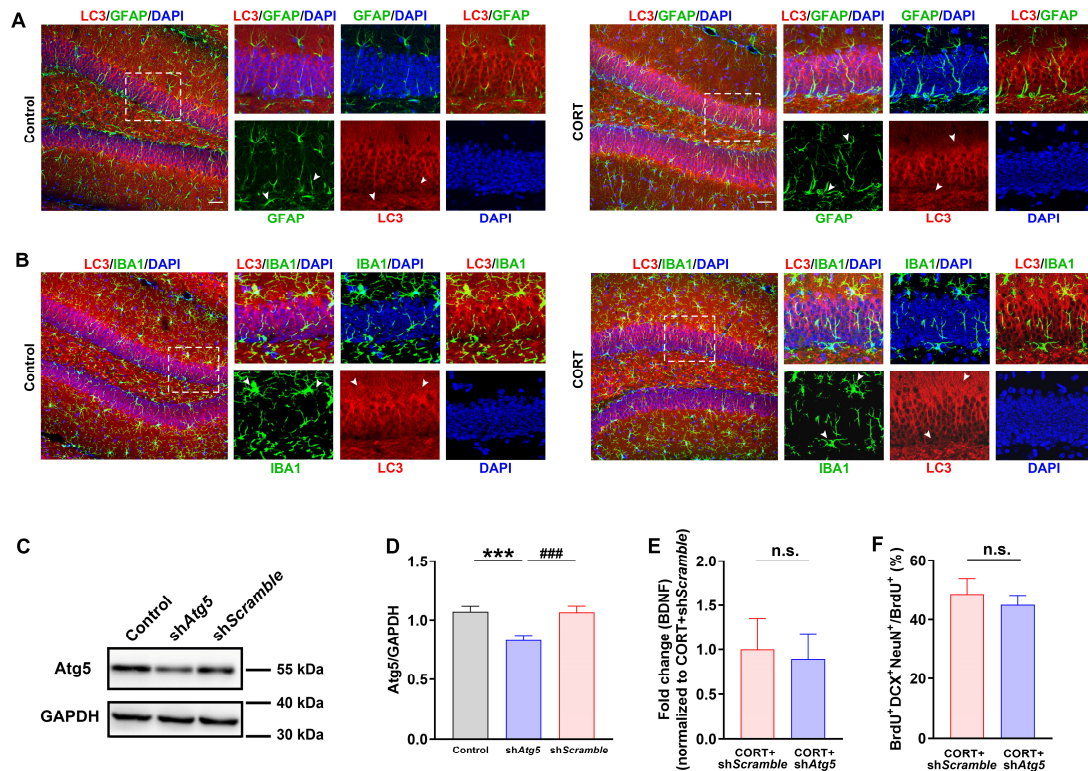 A
LC3/GFAP/DAPI
LC3/GFAP/DAPI
GFAP/DAPI
LC3/GFAP
Control
GFAP
LC3
DAPI
LC3/GFAP/DAPI
LC3/GFAP/DAPI
GFAP/DAPI
LC3/GFAP
CORT
GFAP
LC3
DAPI
B
LC3/IBA1/DAPI
LC3/IBA1/DAPI
IBA1/DAPI
LC3/IBA1
Control
IBA1
LC3
DAPI
LC3/IBA1/DAPI
LC3/IBA1/DAPI
IBA1/DAPI
LC3/IBA1
CORT
IBA1
LC3
DAPI
C
Control
shAtg5
shScramble
Atg5
55 kDa
40 kDa
GAPDH
30 kDa
D
Atg5/GAPDH
1.5
1.0
0.5
0.0
***
###
Control
shAtg5
shScramble
E
Fold change (BDNF)
(normalized to CORT+shScramble)
2.0
1.5
1.0
0.5
0.0
n.s.
CORT+
shScramble
CORT+
shAtg5
F
BrdU⁺DCX⁺NeuN⁺/BrdU⁺ (%)
60
40
20
0
n.s.
CORT+
shScramble
CORT+
shAtg5